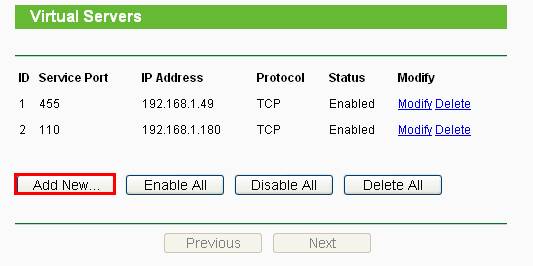 Virtual Servers
ID Service Port IP Address Protocol Status Modify
1 455 192.168.1.49 TCP Enabled Modify Delete
2 110 192.168.1.180 TCP Enabled Modify Delete
Add New... Enable All Disable All Delete All
Previous Next